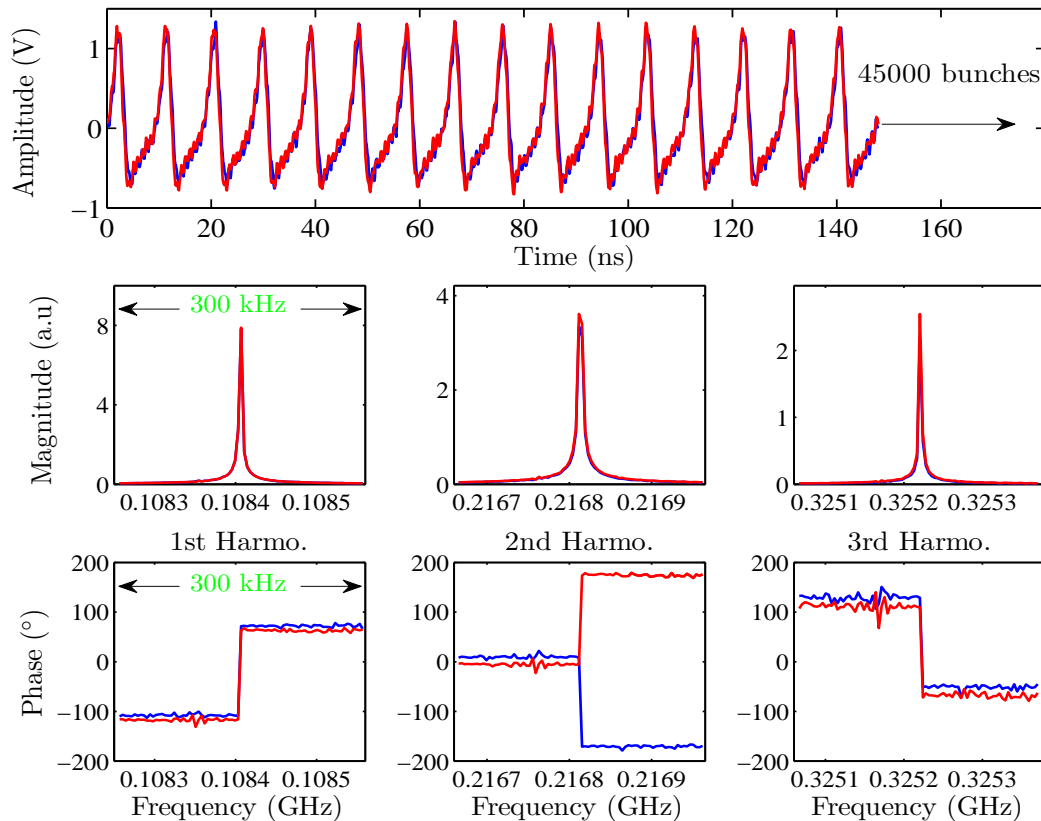 Amplitude (V)
1
0
−1
45000 bunches
0 20 40 60 80 100 120 140 160
Time (ns)
Magnitude (a.u)
8
4
0
300 kHz
0.1083 0.1084 0.1085
4
2
0
0.2167 0.2168 0.2169
2
1
0
0.3251 0.3252 0.3253
1st Harmo. 2nd Harmo. 3rd Harmo.
Phase (°)
200
100
0
−100
−200
300 kHz
0.1083 0.1084 0.1085
Frequency (GHz)
200
100
0
−100
−200
0.2167 0.2168 0.2169
Frequency (GHz)
200
100
0
−100
−200
0.3251 0.3252 0.3253
Frequency (GHz)